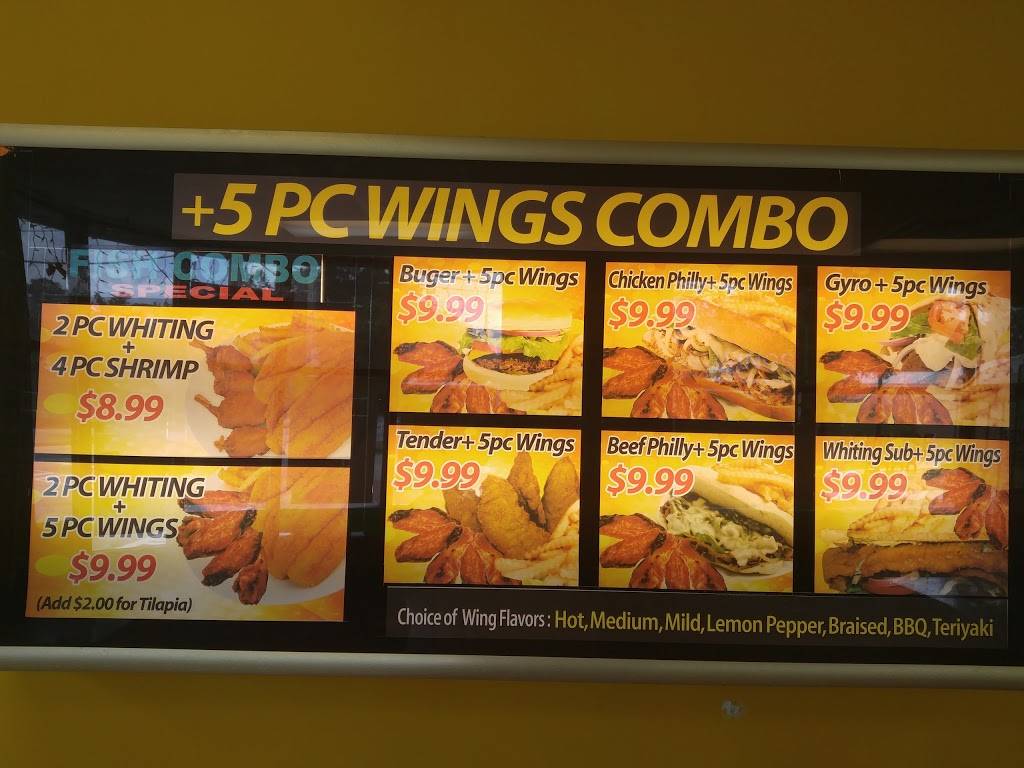 +5 PC WINGS COMBO
FISH COMBO
SPECIAL
2 PC WHITING
+
4 PC SHRIMP
$8.99
2 PC WHITING
+
5 PC WINGS
$9.99
(Add $2.00 for Tilapia)
Buger + 5pc Wings
$9.99
Chicken Philly+ 5pc Wings
$9.99
Gyro + 5pc Wings
$9.99
Tender+ 5pc Wings
$9.99
Beef Philly+ 5pc Wings
$9.99
Whiting Sub+ 5pc Wings
$9.99
Choice of Wing Flavors : Hot, Medium, Mild, Lemon Pepper, Braised, BBQ, Teriyaki